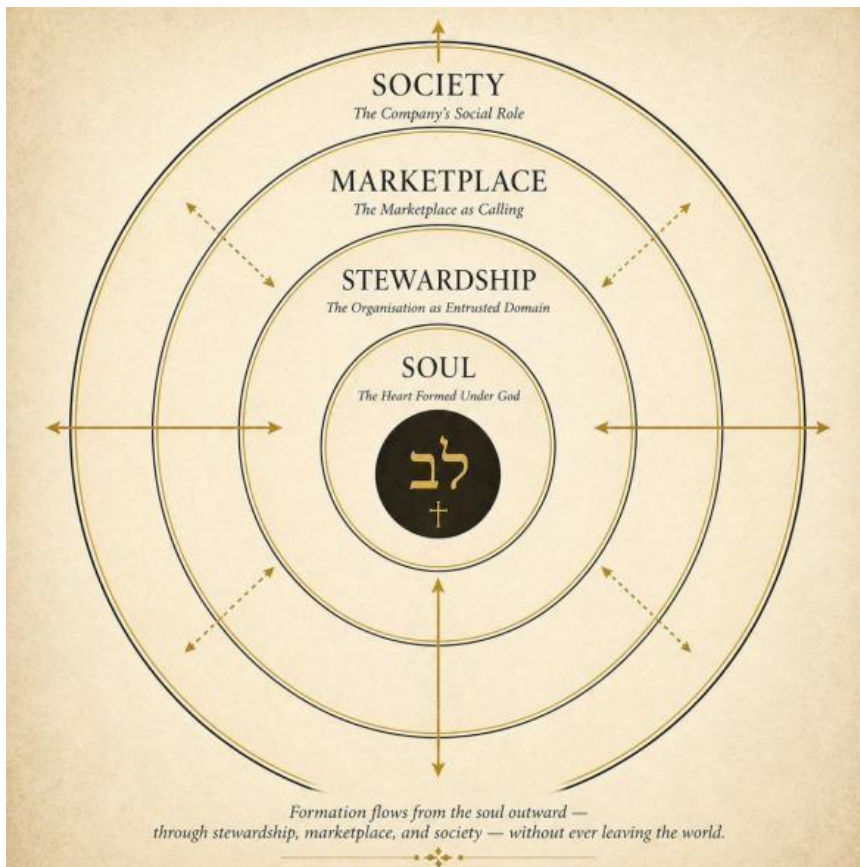 SOCIETY
The Company's Social Role
MARKETPLACE
The Marketplace as Calling
STEWARDSHIP
The Organisation as Entrusted Domain
SOUL
The Heart Formed Under God
לב
Formation flows from the soul outward —
through stewardship, marketplace, and society — without ever leaving the world.